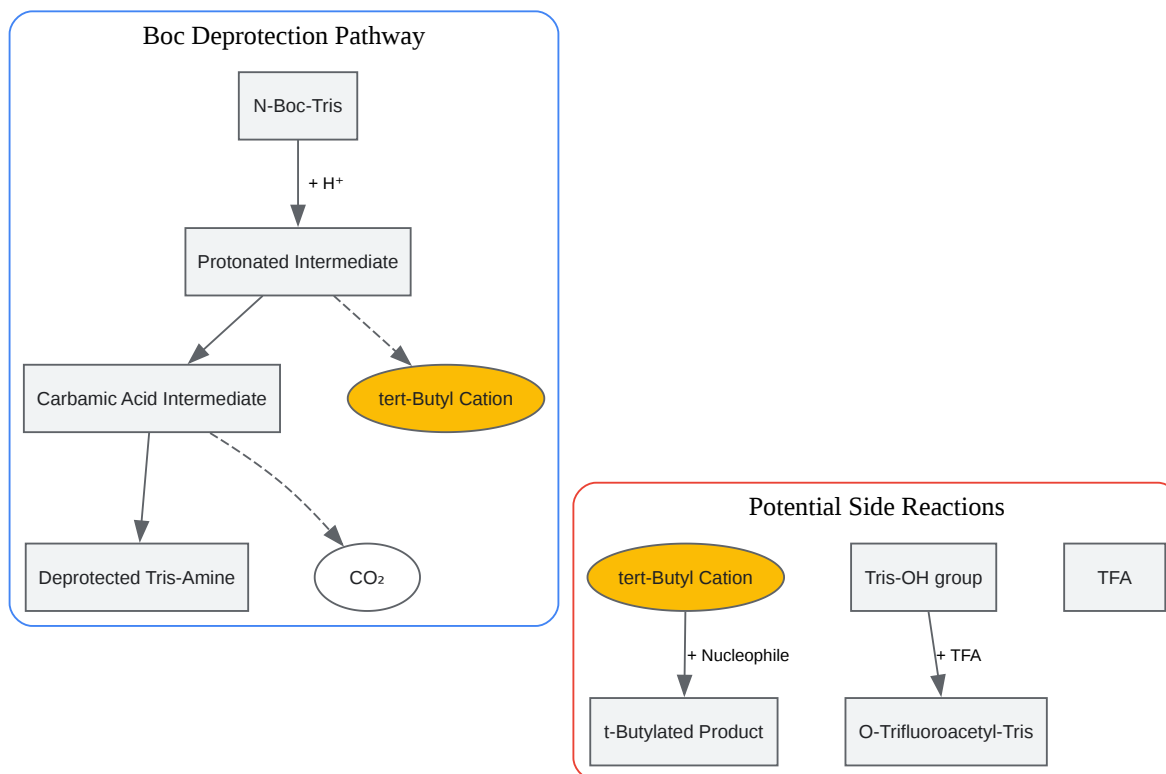 Boc Deprotection Pathway
N-Boc-Tris
+ H⁺
Protonated Intermediate
Carbamic Acid Intermediate
tert-Butyl Cation
Deprotected Tris-Amine
CO₂
Potential Side Reactions
tert-Butyl Cation
Tris-OH group
TFA
+ Nucleophile
+ TFA
t-Butylated Product
O-Trifluoroacetyl-Tris